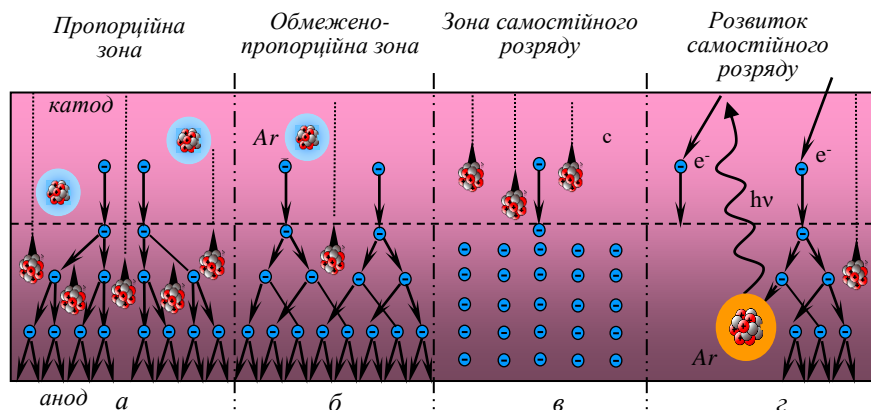 Пропорційна
зона
Обмежено-
пропорційна зона
Зона самостійного
розряду
Розвиток
самостійного
розряду
катод
Ar
с
e-
hν
e-
Ar
анод
а
б
в
г